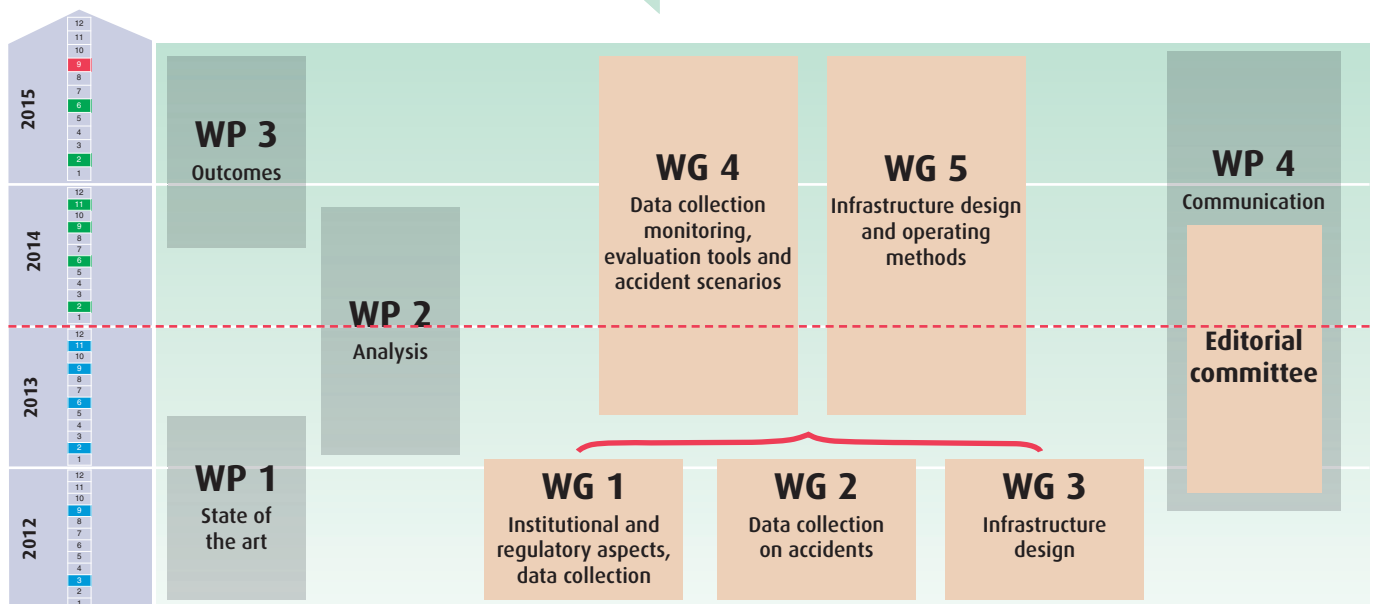 2015
12
11
10
9
8
7
6
5
4
3
2
1
2014
12
11
10
9
8
7
6
5
4
3
2
1
2013
12
11
10
9
8
7
6
5
4
3
2
1
2012
12
11
10
9
8
7
6
5
4
3
2
1
WP 3
Outcomes
WP 2
Analysis
WP 1
State of
the art
WG 4
Data collection
monitoring,
evaluation tools and
accident scenarios
WG 5
Infrastructure design
and operating
methods
WP 4
Communication
Editorial
committee
WG 1
Institutional and
regulatory aspects,
data collection
WG 2
Data collection
on accidents
WG 3
Infrastructure
design